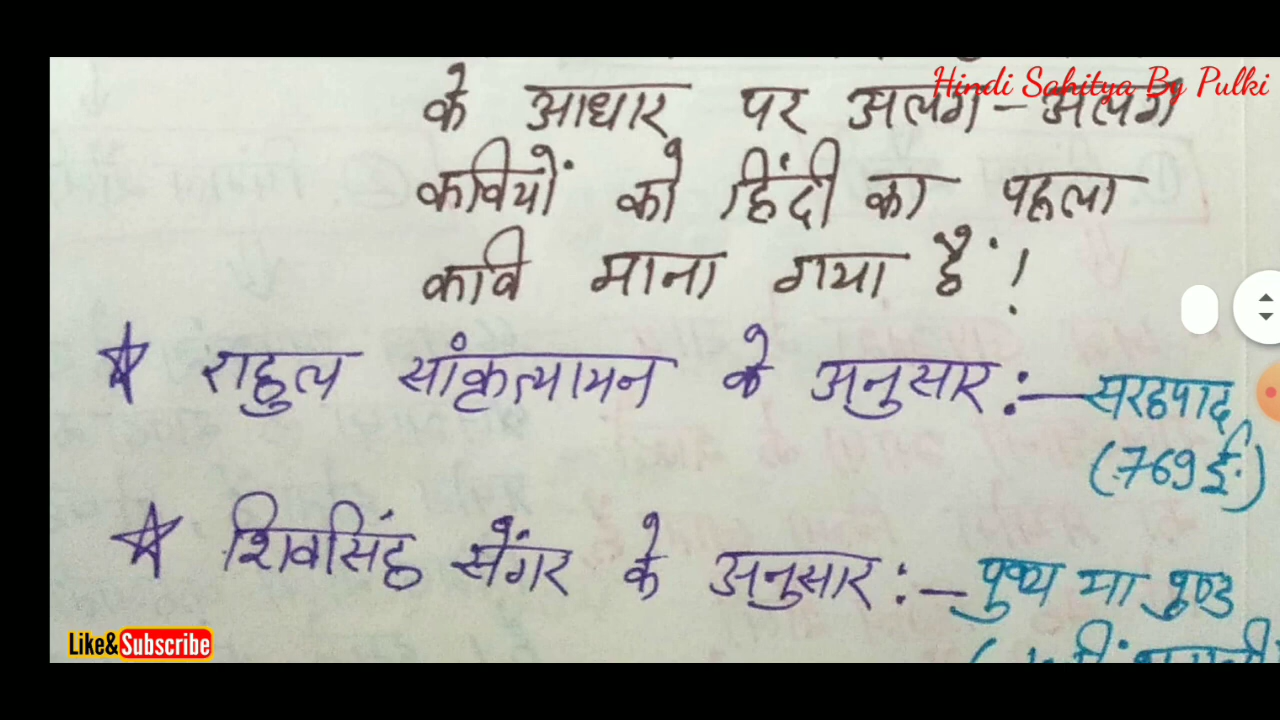 Hindi Sahitya By Pulki
के आधार पर अलग-अलग
कवियों को हिंदी का पहला
कवि माना गया है !
राहुल सांकृत्यायन के अनुसार :- सरहपाद
(769 ई.)
शिवसिंह सेंगर के अनुसार :- पुष्य या पुण्ड
Like& Subscribe